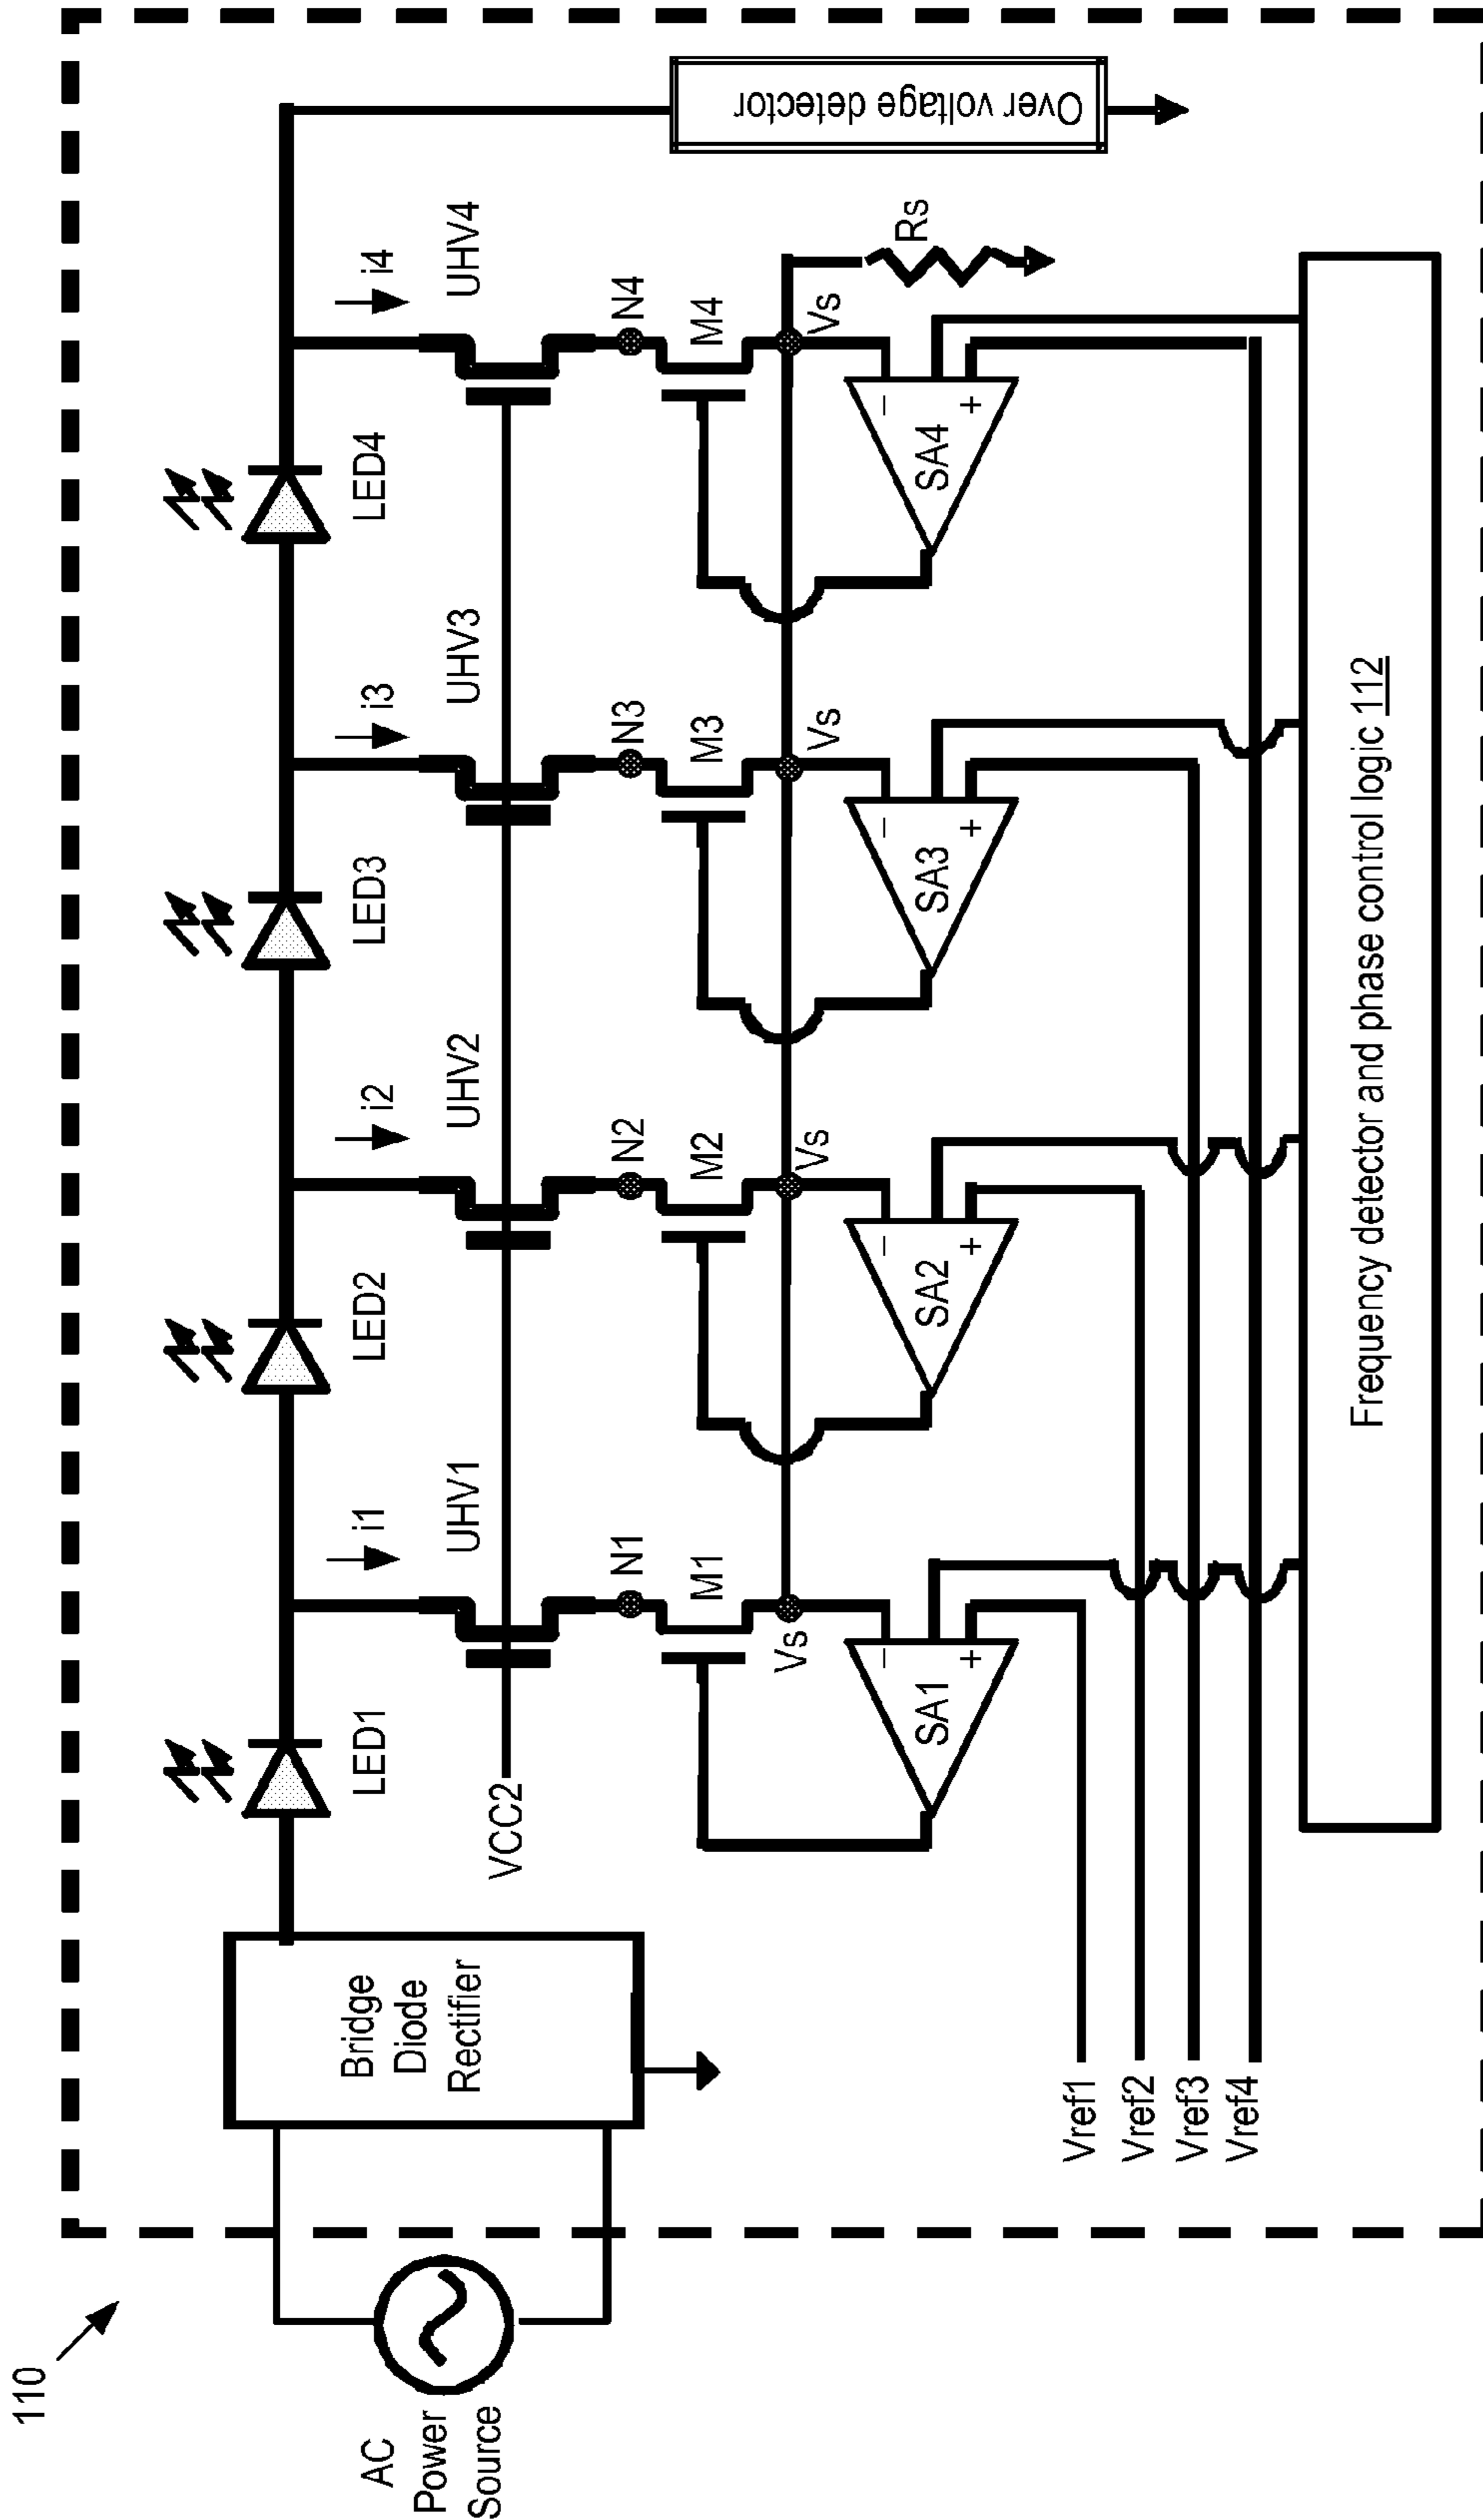 110
AC
Power
Source
Bridge
Diode
Rectifier
LED1
LED2
LED3
LED4
i1
i2
i3
i4
VCC2
UHV1
UHV2
UHV3
UHV4
N1
N2
N3
N4
M1
M2
M3
M4
Vs
Vs
Vs
Vs
Rs
Over voltage detector
−
+
SA1
−
+
SA2
−
+
SA3
−
+
SA4
Vref1
Vref2
Vref3
Vref4
Frequency detector and phase control logic 112